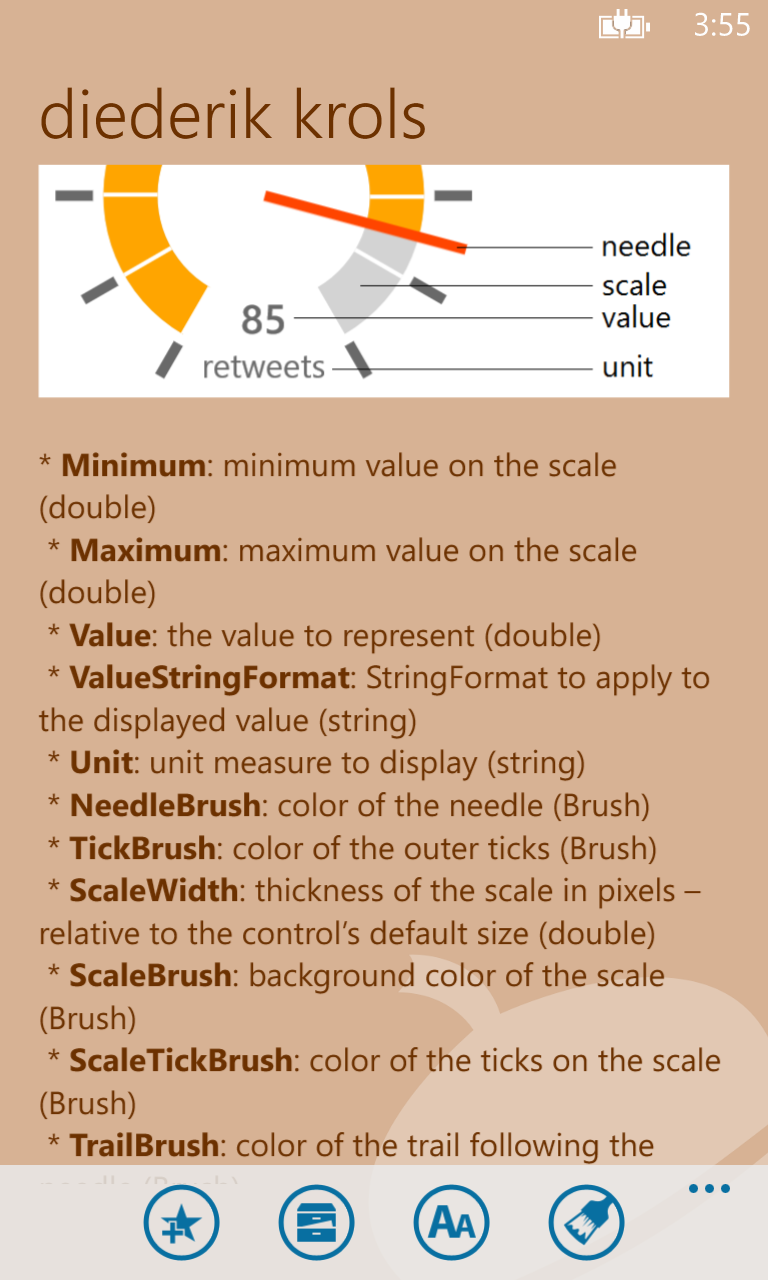 3:55
diederik krols
needle
scale
85
value
retweets
unit
* Minimum: minimum value on the scale
(double)
* Maximum: maximum value on the scale
(double)
* Value: the value to represent (double)
* ValueStringFormat: StringFormat to apply to
the displayed value (string)
* Unit: unit measure to display (string)
* NeedleBrush: color of the needle (Brush)
* TickBrush: color of the outer ticks (Brush)
* ScaleWidth: thickness of the scale in pixels –
relative to the control’s default size (double)
* ScaleBrush: background color of the scale
(Brush)
* ScaleTickBrush: color of the ticks on the scale
(Brush)
* TrailBrush: color of the trail following the
needle (Brush)
AA